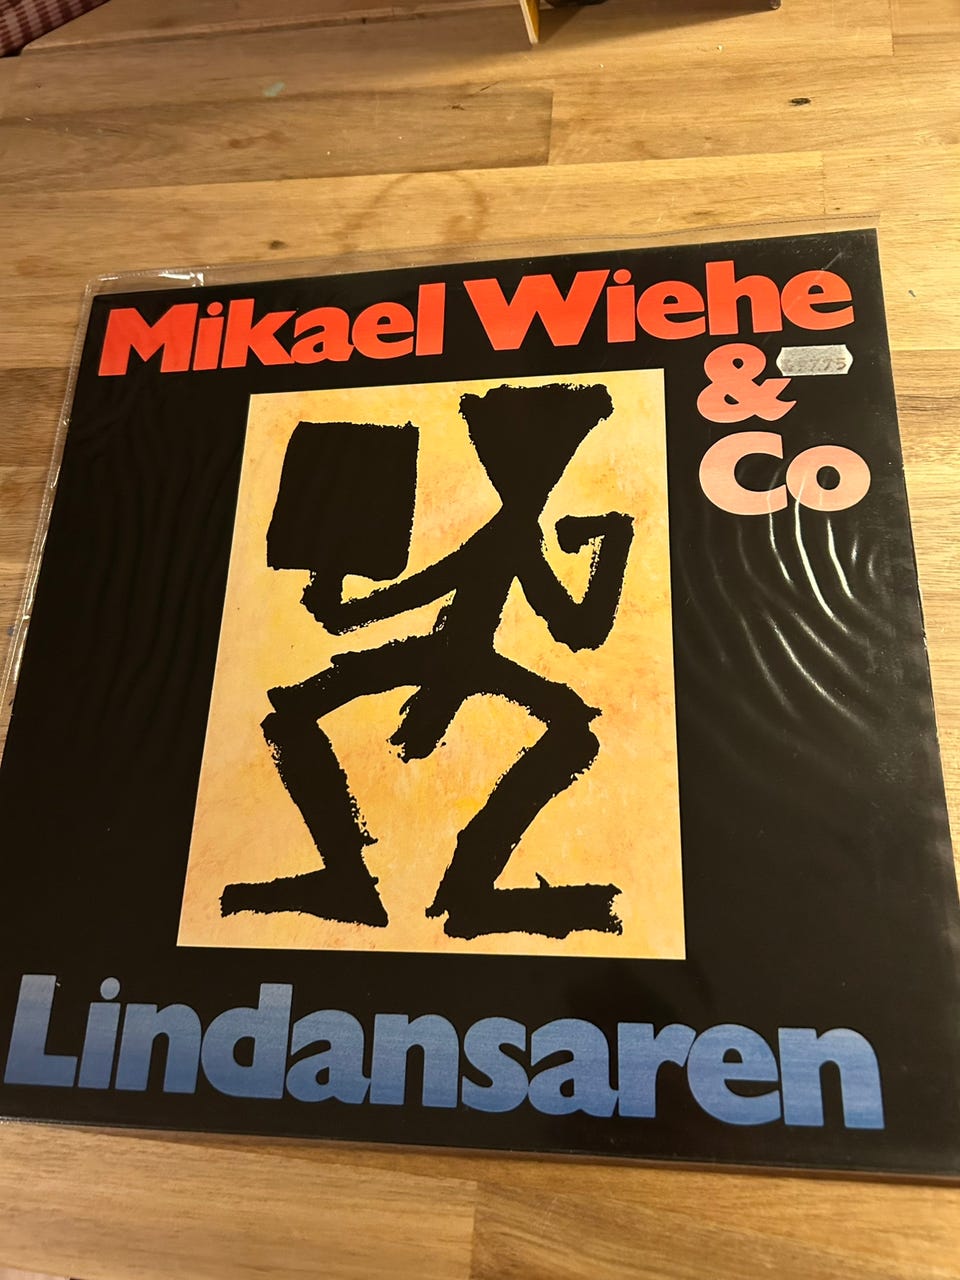 Mikael Wiehe
&
Co
Lindansaren